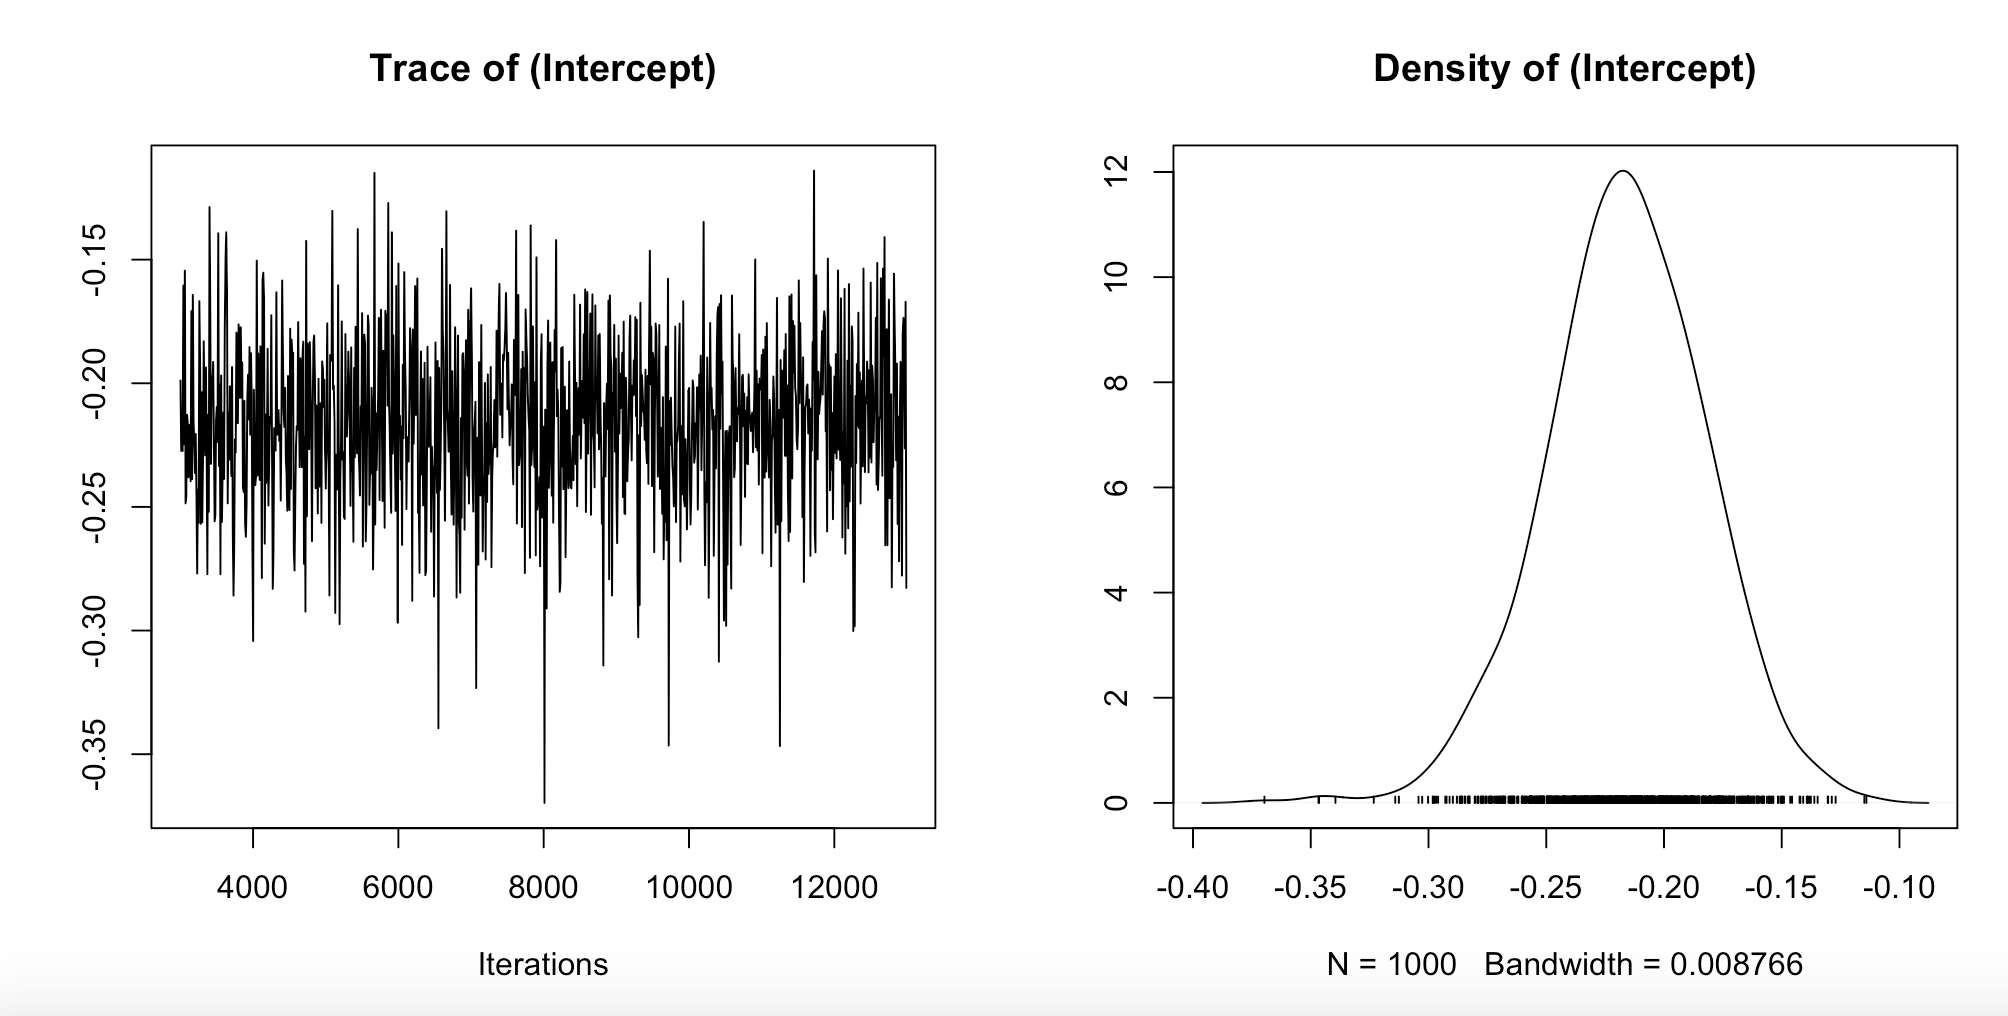 Trace of (Intercept)
-0.15
-0.20
-0.25
-0.30
-0.35
4000 6000 8000 10000 12000
Iterations
Density of (Intercept)
12
10
8
6
4
2
0
-0.40 -0.35 -0.30 -0.25 -0.20 -0.15 -0.10
N = 1000 Bandwidth = 0.008766